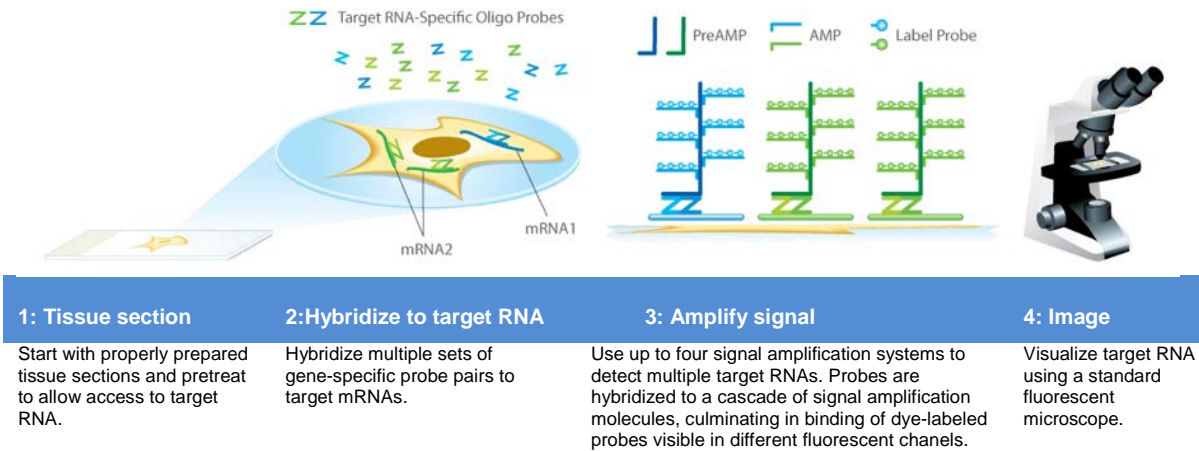 Target RNA-Specific Oligo Probes
PreAMP
AMP
Label Probe
mRNA1
mRNA2
1: Tissue section
2:Hybridize to target RNA
3: Amplify signal
4: Image
Start with properly prepared
tissue sections and pretreat
to allow access to target
RNA.
Hybridize multiple sets of
gene-specific probe pairs to
target mRNAs.
Use up to four signal amplification systems to
detect multiple target RNAs. Probes are
hybridized to a cascade of signal amplification
molecules, culminating in binding of dye-labeled
probes visible in different fluorescent chanels.
Visualize target RNA
using a standard
fluorescent
microscope.